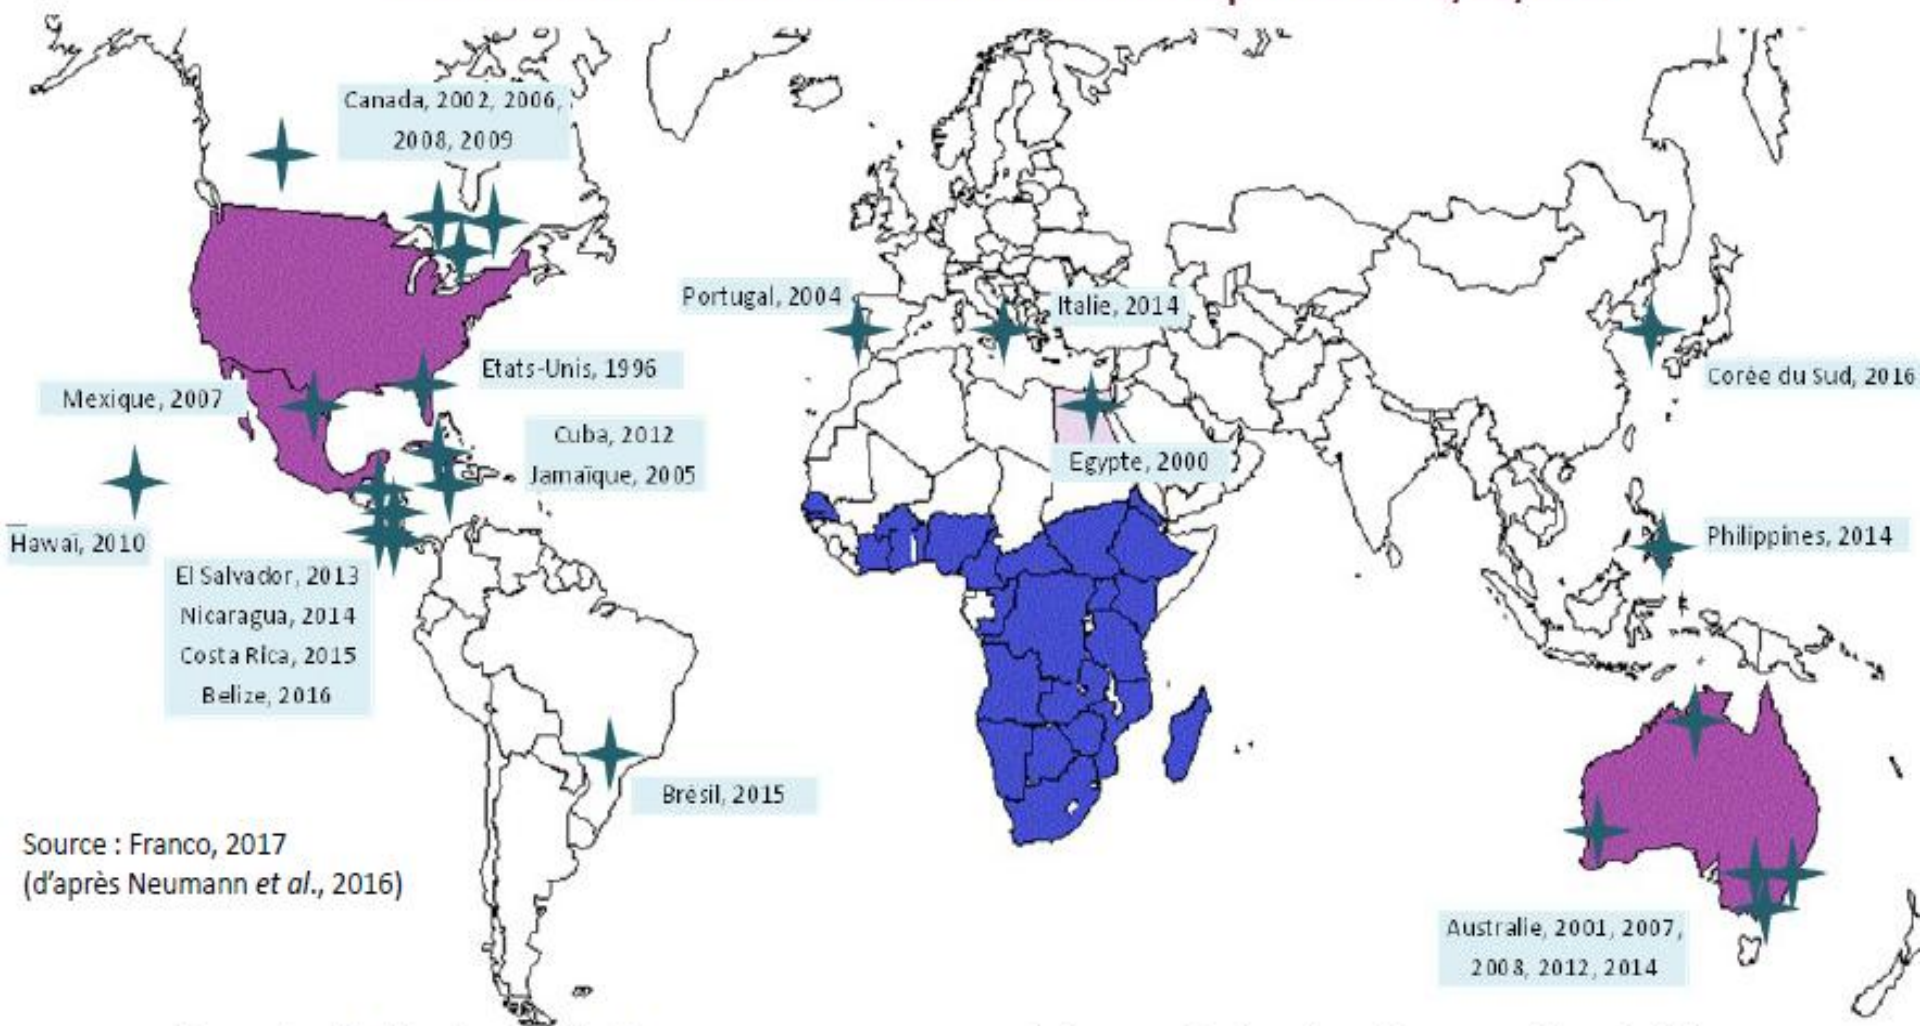 Canada, 2002, 2006,
2008, 2009
Portugal, 2004
Italie, 2014
Etats-Unis, 1996
Mexique, 2007
Corée du Sud, 2016
Cuba, 2012
Jamaïque, 2005
Egypte, 2000
Hawaï, 2010
Philippines, 2014
El Salvador, 2013
Nicaragua, 2014
Costa Rica, 2015
Belize, 2016
Brésil, 2015
Source : Franco, 2017
(d'après Neumann et al., 2016)
Australie, 2001, 2007,
2008, 2012, 2014